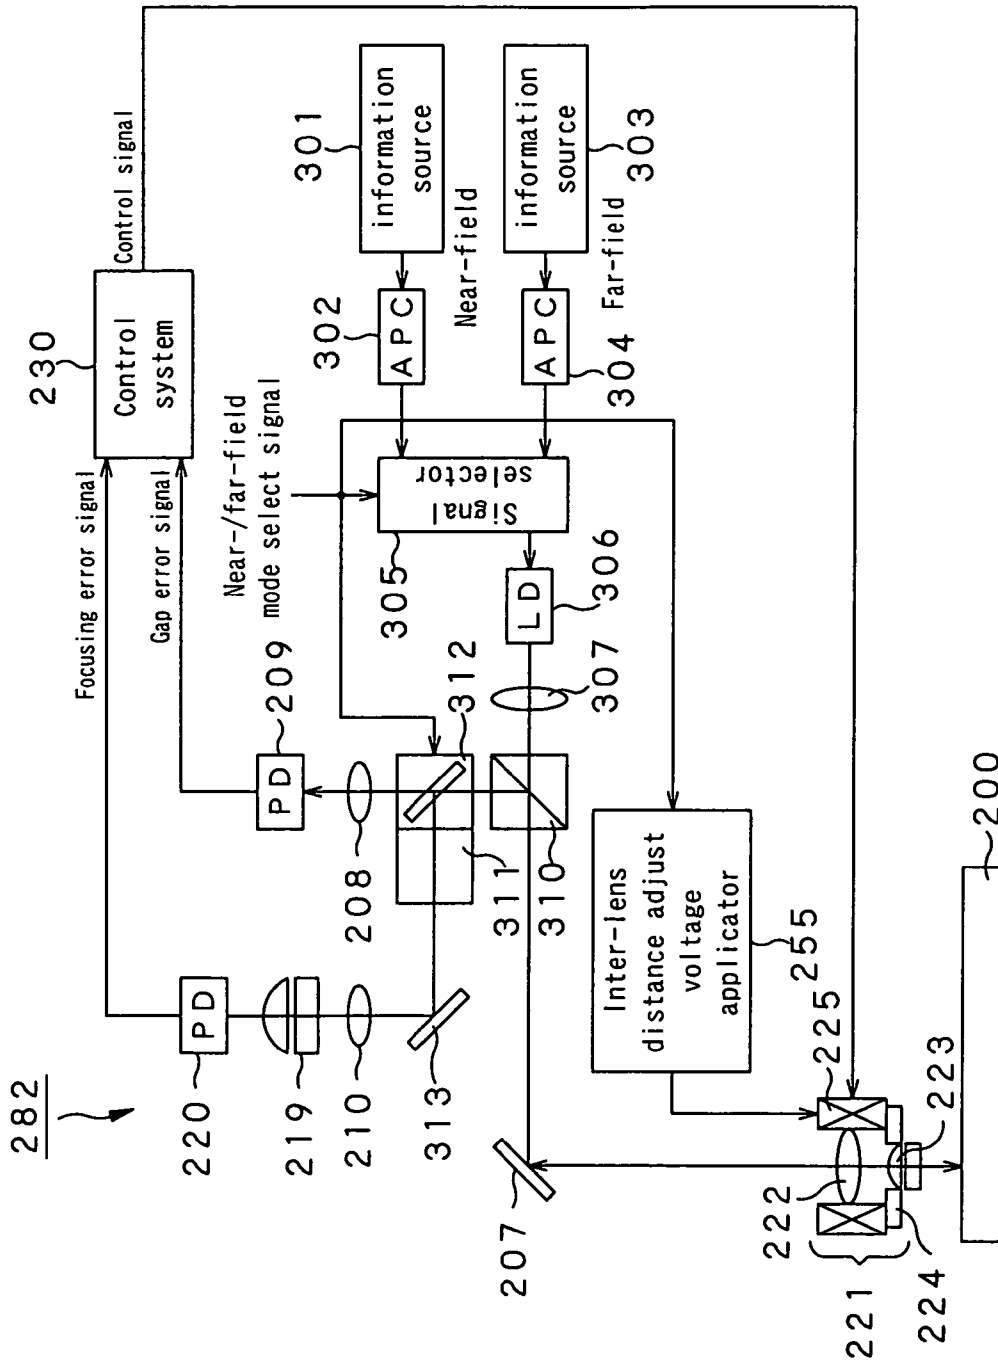 282
220
219
210
313
Focusing error signal
Gap error signal
PD
PD
209
208
311
312
310
230
Control
system
Control signal
Near-/far-field
mode select signal
305
Signal
selector
LD
306
307
302
APC
Near-field
301
information
source
APC
304
Far-field
information
source
303
207
Inter-lens
distance adjust
voltage
applicator
255
225
223
222
221
224
200